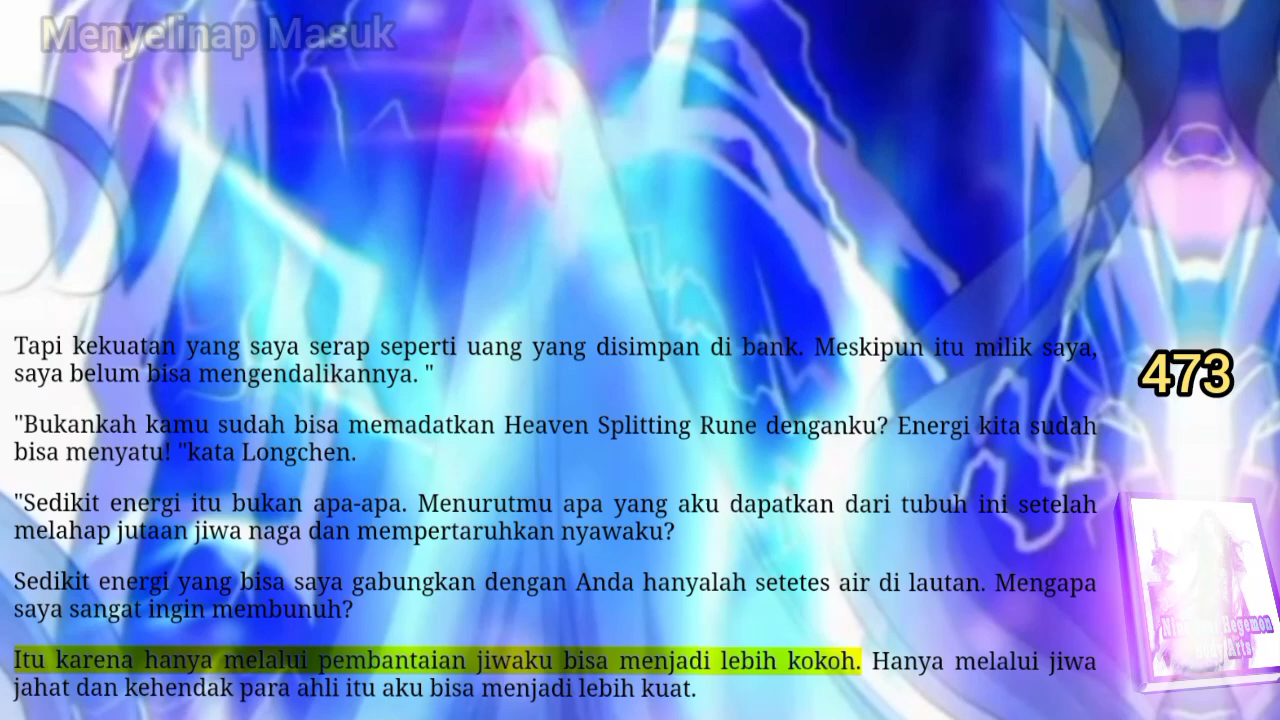 Menyelinap Masuk
Tapi kekuatan yang saya serap seperti uang yang disimpan di bank. Meskipun itu milik saya,
saya belum bisa mengendalikannya. "
"Bukankah kamu sudah bisa memadatkan Heaven Splitting Rune denganku? Energi kita sudah
bisa menyatu! "kata Longchen.
"Sedikit energi itu bukan apa-apa. Menurutmu apa yang aku dapatkan dari tubuh ini setelah
melahap jutaan jiwa naga dan mempertaruhkan nyawaku?
Sedikit energi yang bisa saya gabungkan dengan Anda hanyalah setetes air di lautan. Mengapa
saya sangat ingin membunuh?
Itu karena hanya melalui pembantaian jiwaku bisa menjadi lebih kokoh. Hanya melalui jiwa
jahat dan kehendak para ahli itu aku bisa menjadi lebih kuat.
473
Hegemon
Body Arts